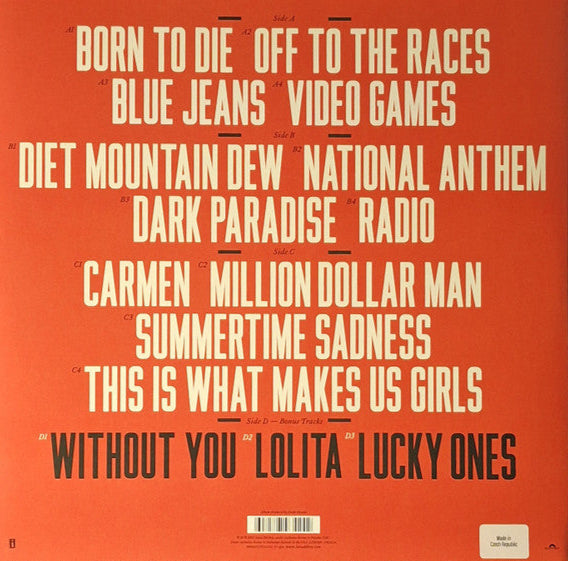 Side A
A1 BORN TO DIE A2 OFF TO THE RACES
A3 BLUE JEANS A4 VIDEO GAMES
Side B
B1 DIET MOUNTAIN DEW B2 NATIONAL ANTHEM
B3 DARK PARADISE B4 RADIO
Side C
C1 CARMEN C2 MILLION DOLLAR MAN
C3 SUMMERTIME SADNESS
C4 THIS IS WHAT MAKES US GIRLS
Side D — Bonus Tracks
D1 WITHOUT YOU D2 LOLITA D3 LUCKY ONES
Made in
Czech Republic